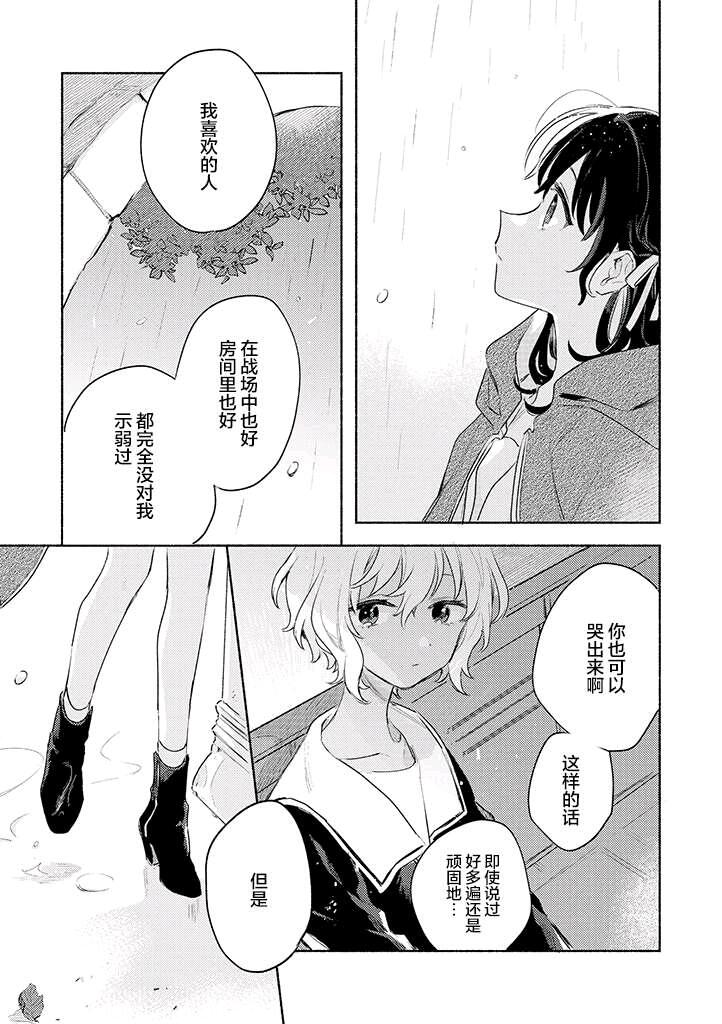 我喜欢的人
在战场中也好
房间里也好
都完全没对我
示弱过
你也可以
哭出来啊
这样的话
即使说过
好多遍还是
顽固地…
但是